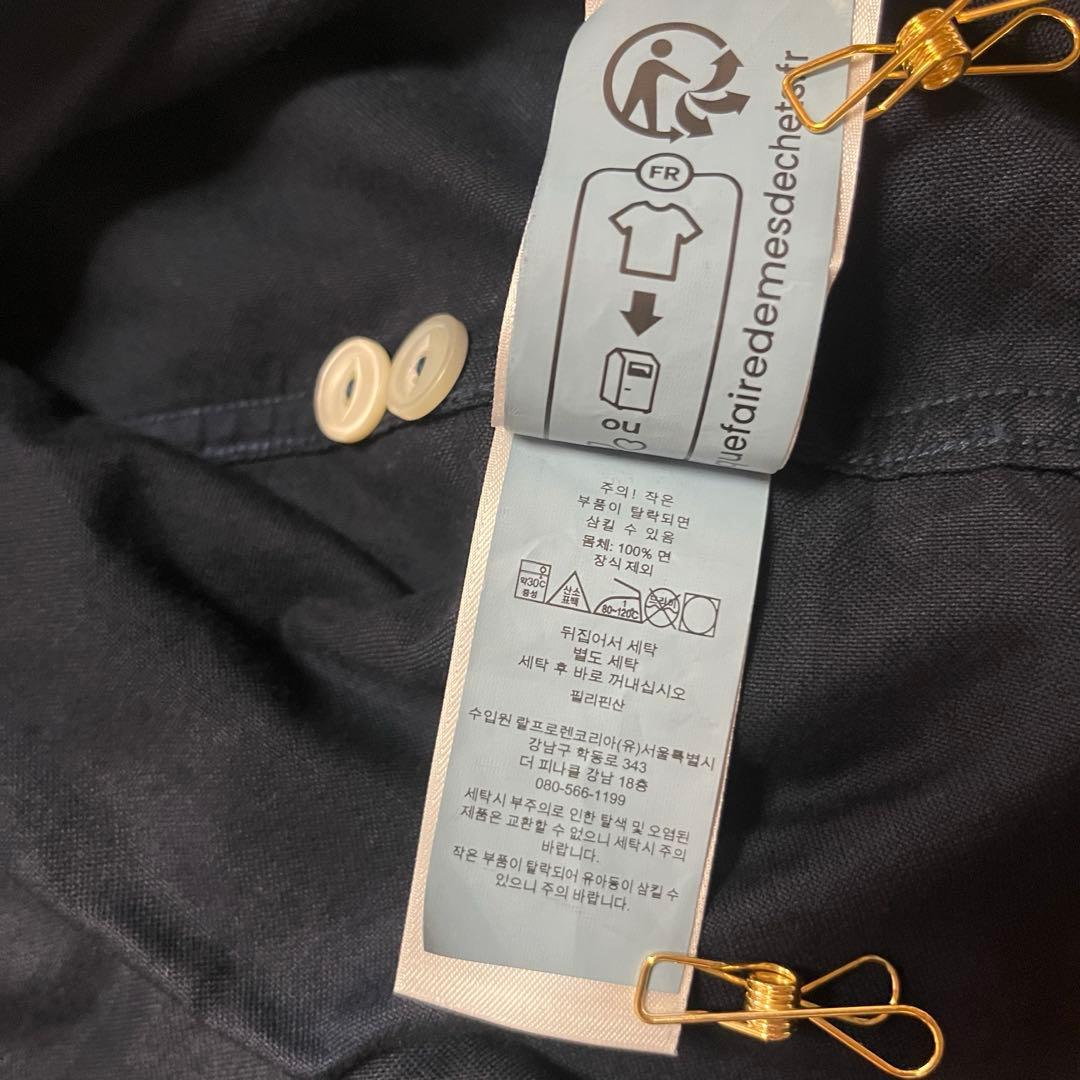 FR
ou
quefairedemesdechets.fr
주의! 작은
부품이 탈락되면
삼킬 수 있음
몸체: 100% 면
장식 제외
약30℃
중성
산소
표백
1
80~120℃
드라이
뒤집어서 세탁
별도 세탁
세탁 후 바로 꺼내십시오
필리핀산
수입원 랄프로렌코리아(유)서울특별시
강남구 학동로 343
더 피나클 강남 18층
080-566-1199
세탁시 부주의로 인한 탈색 및 오염된
제품은 교환할 수 없으니 세탁시 주의
바랍니다.
작은 부품이 탈락되어 유아동이 삼킬 수
있으니 주의 바랍니다.